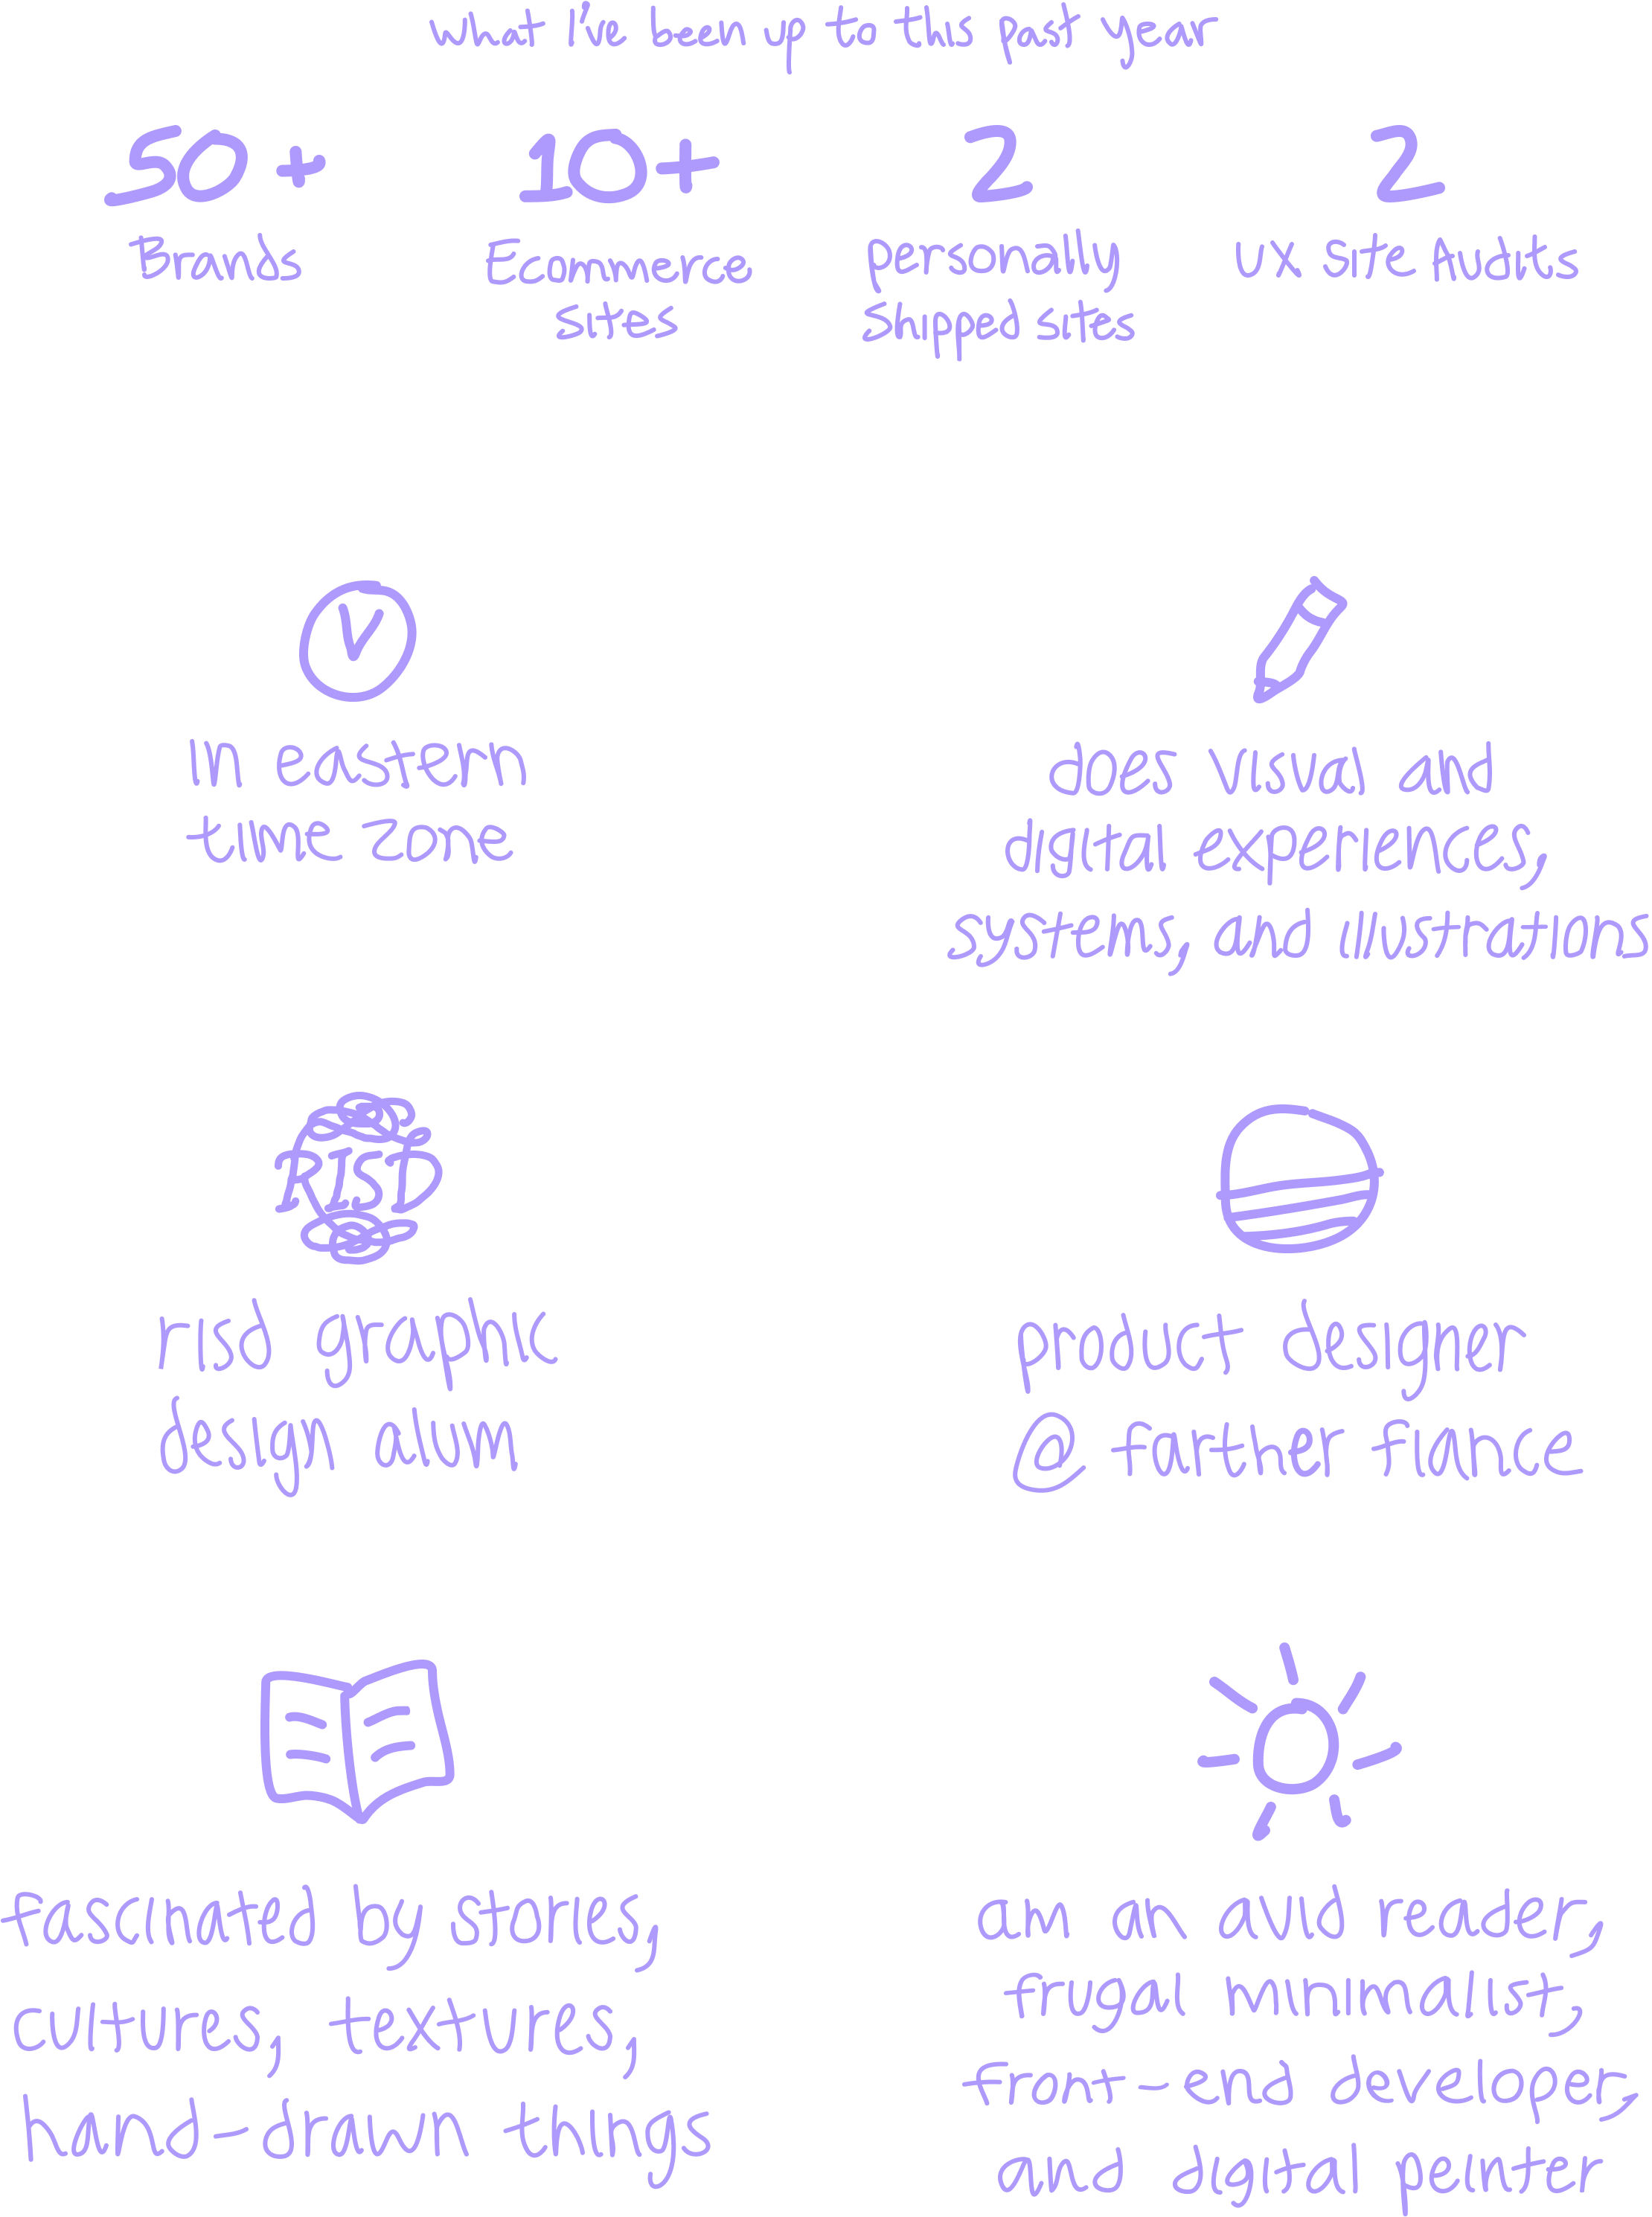 what i've been up to this past year
50+
10+
2
2
Brands
Ecommerce
sites
Personally
Shipped sites
UX Site Audits
in eastern
time zone
does visual and
digital experiences,
systems, and illustrations
RISD
risd graphic
design alum
product designer
@ further finance
fascinated by stories,
cultures, textures,
hand-drawn things
am an avid reader,
frugal minimalist,
front-end developer,
and digital painter